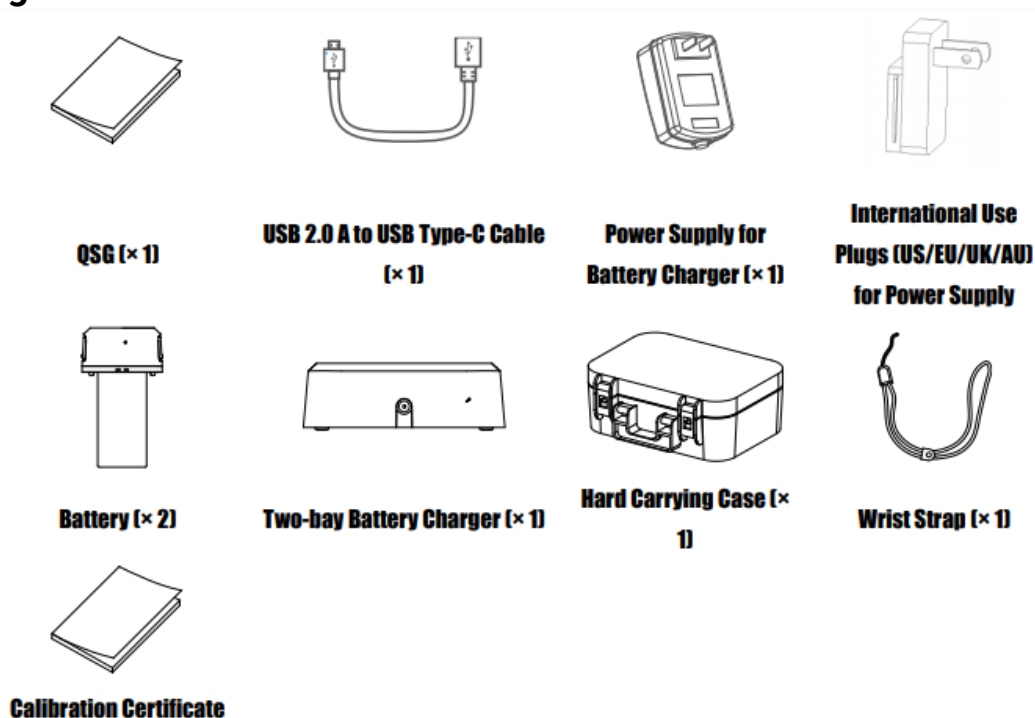 QSG (× 1)
USB 2.0 A to USB Type-C Cable
(× 1)
Power Supply for
Battery Charger (× 1)
International Use
Plugs (US/EU/UK/AU)
for Power Supply
Battery (× 2)
Two-bay Battery Charger (× 1)
Hard Carrying Case (×
1)
Wrist Strap (× 1)
Calibration Certificate